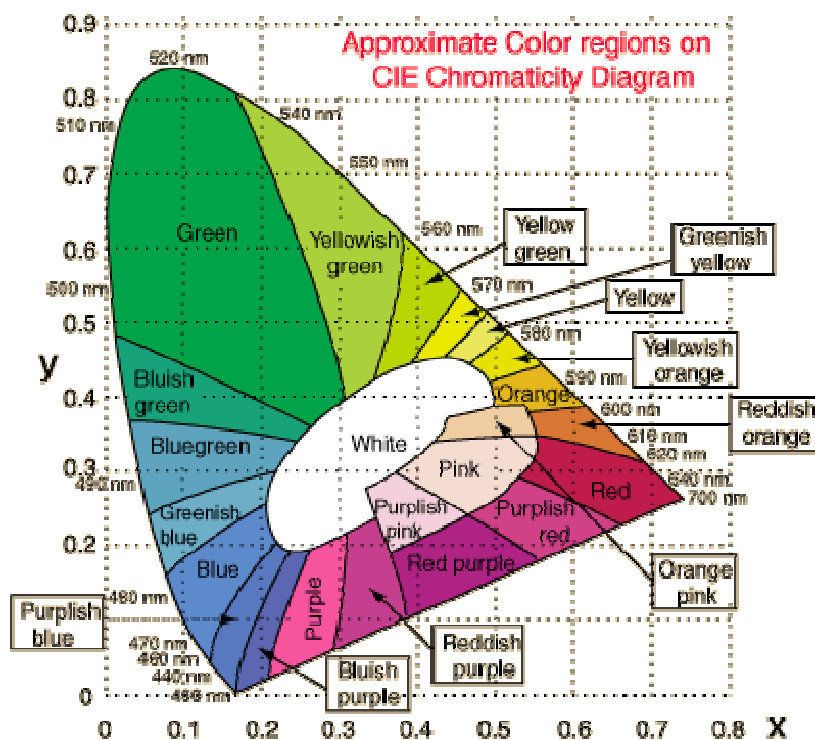 Approximate Color regions on
CIE Chromaticity Diagram
0.9
0.8
0.7
0.6
0.5
0.4
0.3
0.2
0.1
0
y
0
0.1
0.2
0.3
0.4
0.5
0.6
0.7
0.8
x
520 nm
510 nm
540 nm
550 nm
560 nm
500 nm
570 nm
580 nm
590 nm
600 nm
620 nm
640 nm
700 nm
490 nm
480 nm
470 nm
460 nm
440 nm
Green
Yellowish
green
Yellow
green
Greenish
yellow
Yellow
Yellowish
orange
Orange
Reddish
orange
Bluish
green
Bluegreen
White
Pink
Red
Greenish
blue
Purplish
pink
Purplish
red
Blue
Red purple
Orange
pink
Purplish
blue
Purple
Reddish
purple
Bluish
purple